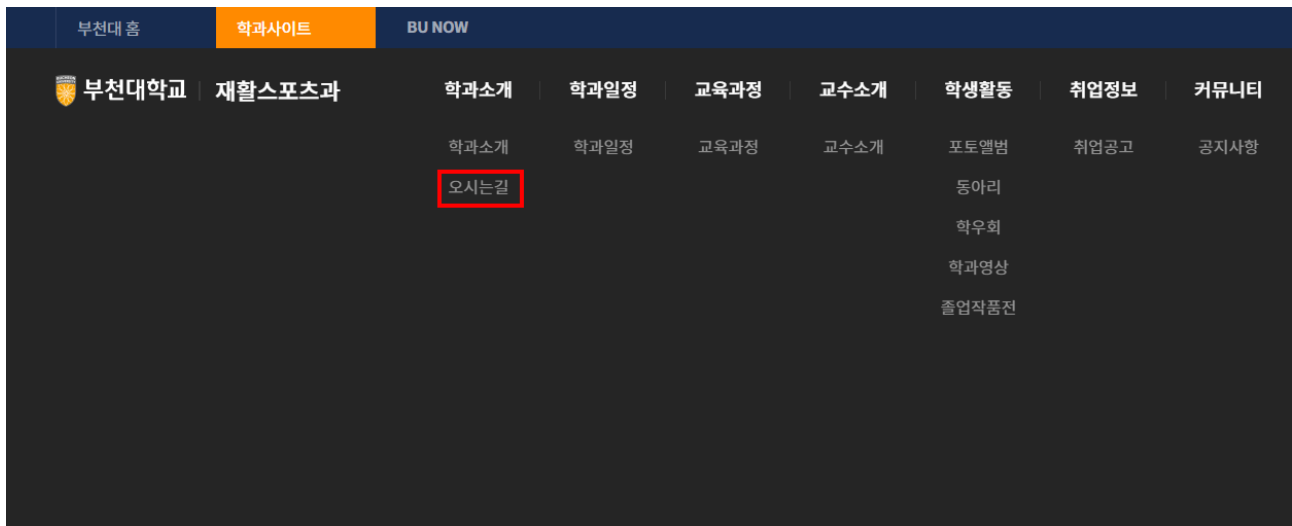 부천대 홈 학과사이트 BU NOW
부천대학교 재활스포츠과 학과소개 학과일정 교육과정 교수소개 학생활동 취업정보 커뮤니티
학과소개 학과일정 교육과정 교수소개 포토앨범 취업공고 공지사항
오시는길 동아리
학우회
학과영상
졸업작품전